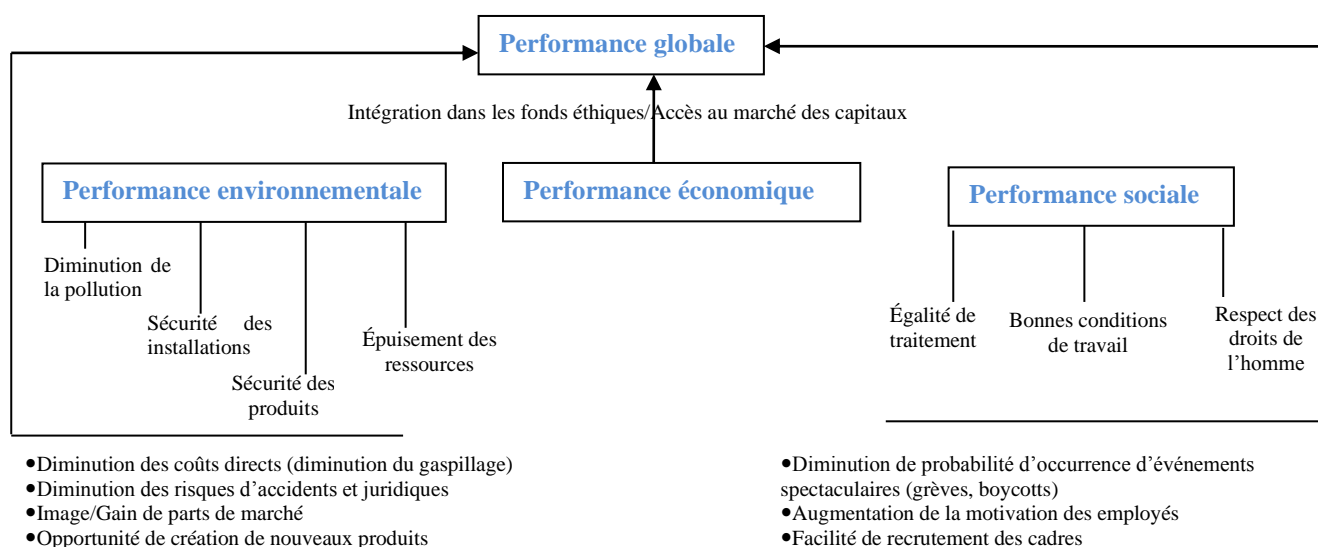 Performance globale
Intégration dans les fonds éthiques/Accès au marché des capitaux
Performance environnementale
Performance économique
Performance sociale
Diminution de
la pollution
Sécurité des
installations
Sécurité des
produits
Épuisement des
ressources
Égalité de
traitement
Bonnes conditions
de travail
Respect des
droits de
l’homme
●Diminution des coûts directs (diminution du gaspillage)
●Diminution des risques d’accidents et juridiques
●Image/Gain de parts de marché
●Opportunité de création de nouveaux produits
●Diminution de probabilité d’occurrence d’événements
spectaculaires (grèves, boycotts)
●Augmentation de la motivation des employés
●Facilité de recrutement des cadres